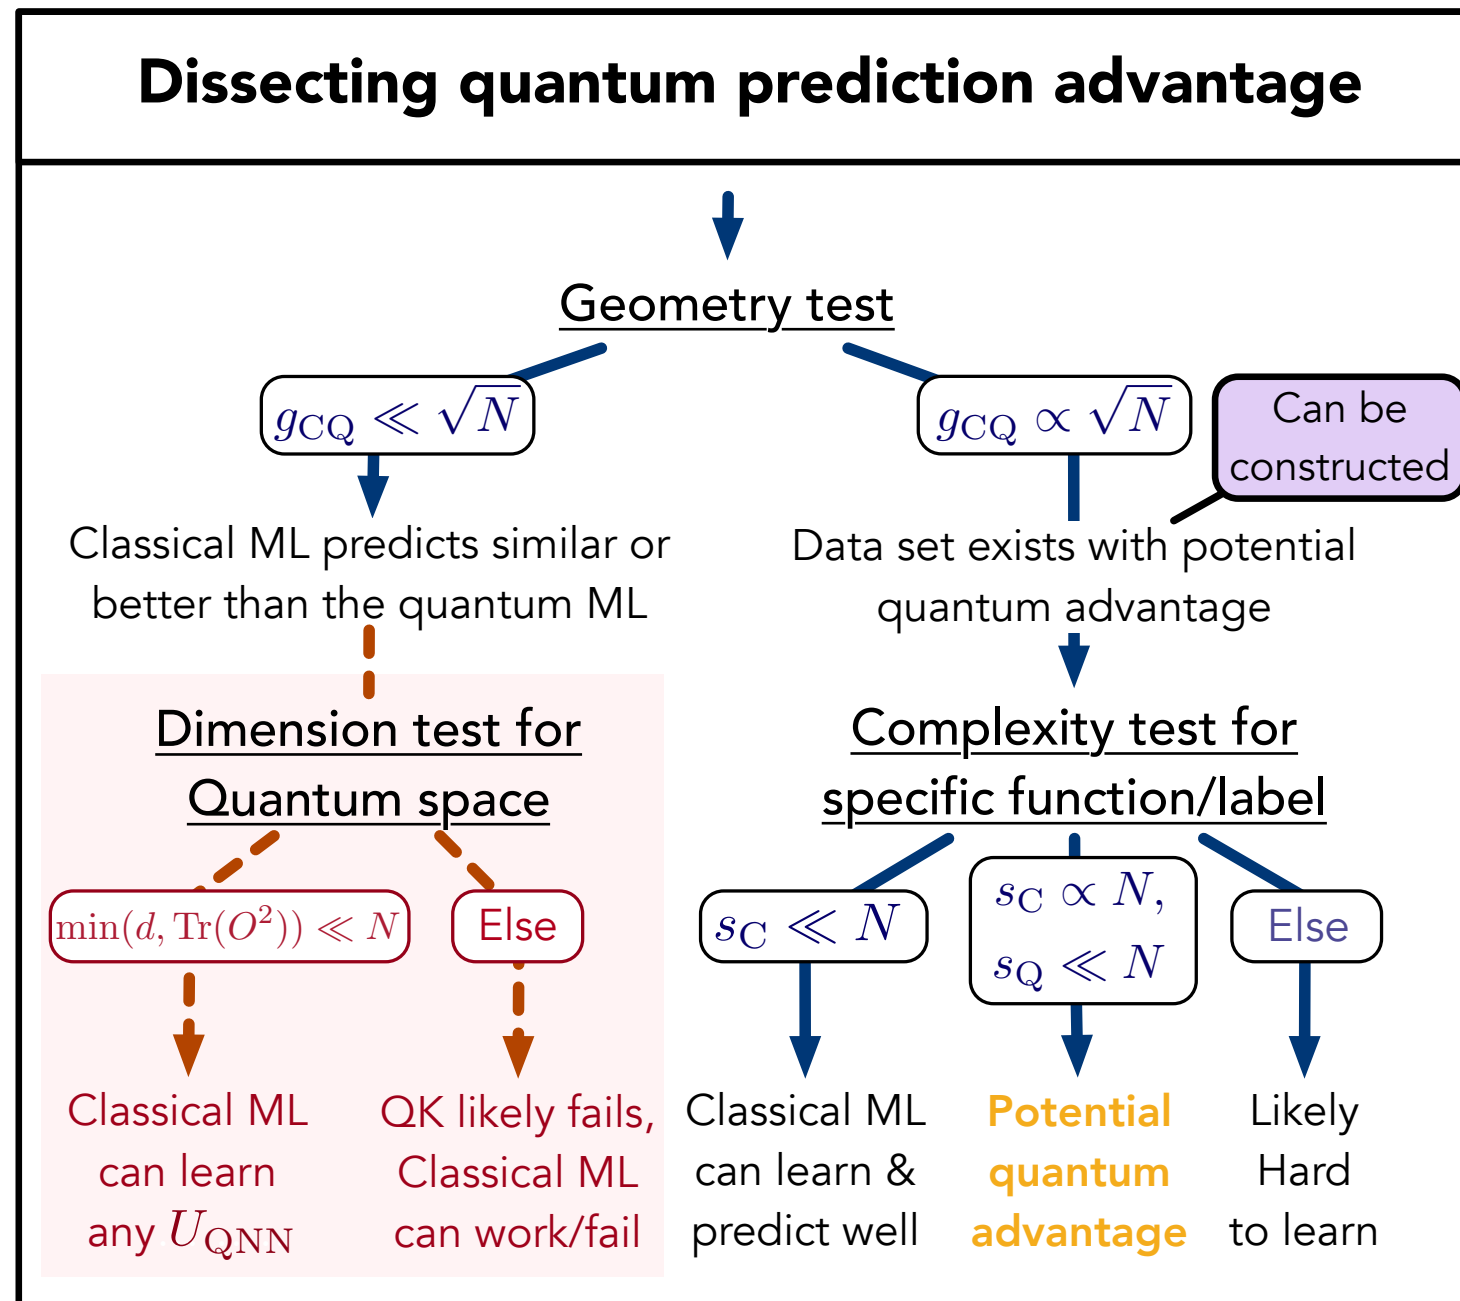 Dissecting quantum prediction advantage
Geometry test
g_CQ ≪ √N
g_CQ ∝ √N
Can be
constructed
Classical ML predicts similar or
better than the quantum ML
Data set exists with potential
quantum advantage
Dimension test for
Quantum space
Complexity test for
specific function/label
min(d, Tr(O²)) ≪ N
Else
s_C ≪ N
s_C ∝ N,
s_Q ≪ N
Else
Classical ML
can learn
any U_QNN
QK likely fails,
Classical ML
can work/fail
Classical ML
can learn &
predict well
Potential
quantum
advantage
Likely
Hard
to learn